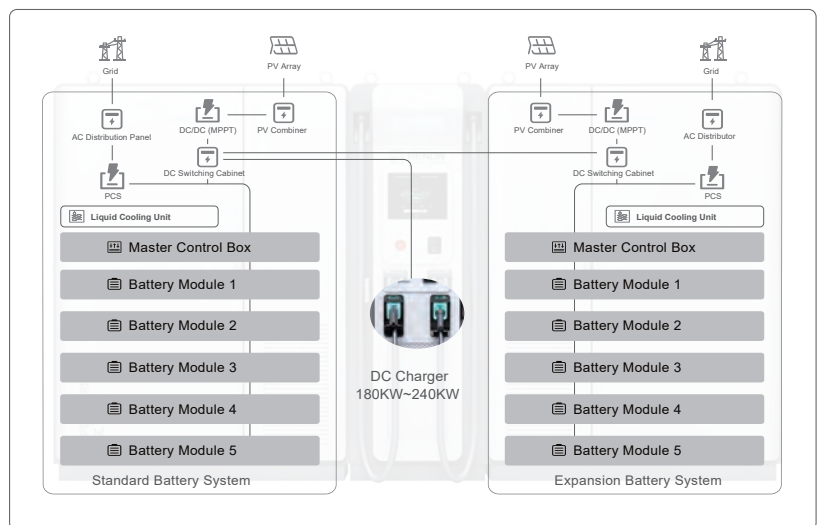 Grid
PV Array
PV Array
Grid
AC Distribution Panel
DC/DC (MPPT)
PV Combiner
PV Combiner
DC/DC (MPPT)
AC Distributor
DC Switching Cabinet
DC Switching Cabinet
PCS
PCS
Liquid Cooling Unit
Liquid Cooling Unit
Master Control Box
Master Control Box
Battery Module 1
Battery Module 1
Battery Module 2
Battery Module 2
Battery Module 3
Battery Module 3
DC Charger
180KW~240KW
Battery Module 4
Battery Module 4
Battery Module 5
Battery Module 5
Standard Battery System
Expansion Battery System